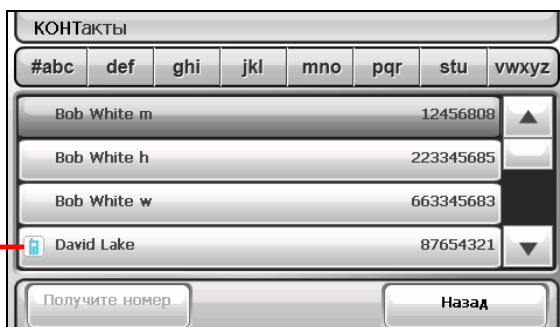 КОНТакты
#abc def ghi jkl mno pqr stu vwxyz
Bob White m 12456808
Bob White h 223345685
Bob White w 663345683
David Lake 87654321
Получите номер Назад